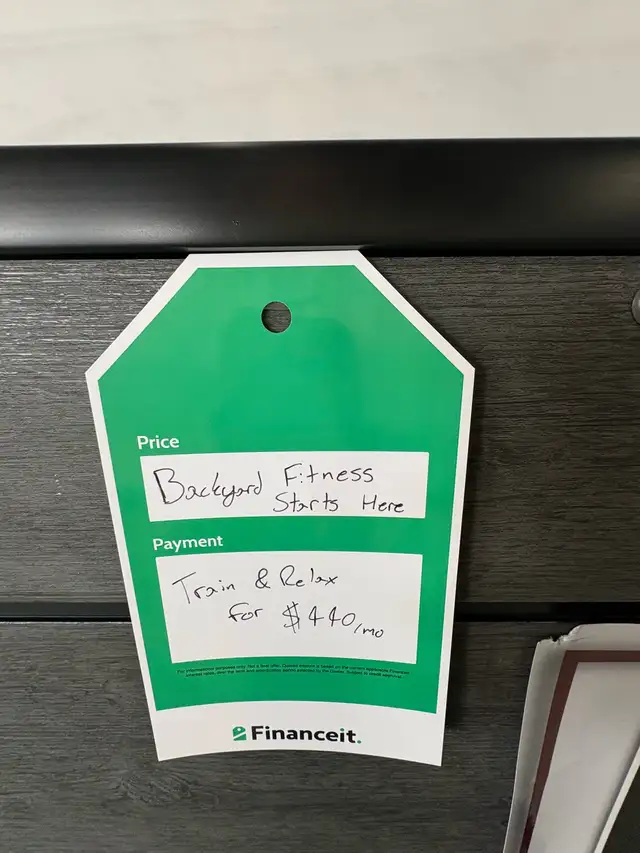 Price
Backyard Fitness
Starts Here
Payment
Train & Relax
for $440/mo
Financeit.